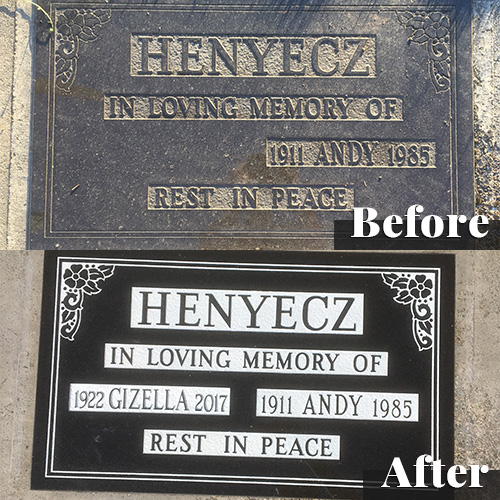 HENYECZ
IN LOVING MEMORY OF
1911 ANDY 1985
REST IN PEACE
Before
HENYECZ
IN LOVING MEMORY OF
1922 GIZELLA 2017 1911 ANDY 1985
REST IN PEACE
After